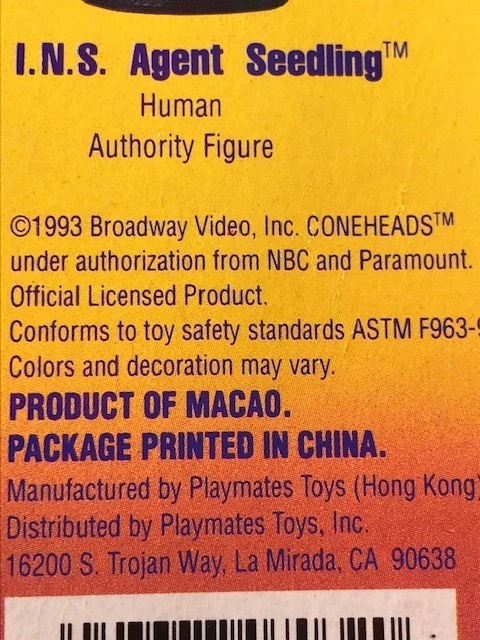 I.N.S. Agent Seedling™
Human
Authority Figure
©1993 Broadway Video, Inc. CONEHEADS™
under authorization from NBC and Paramount.
Official Licensed Product.
Conforms to toy safety standards ASTM F963-
Colors and decoration may vary.
PRODUCT OF MACAO.
PACKAGE PRINTED IN CHINA.
Manufactured by Playmates Toys (Hong Kong)
Distributed by Playmates Toys, Inc.
16200 S. Trojan Way, La Mirada, CA 90638